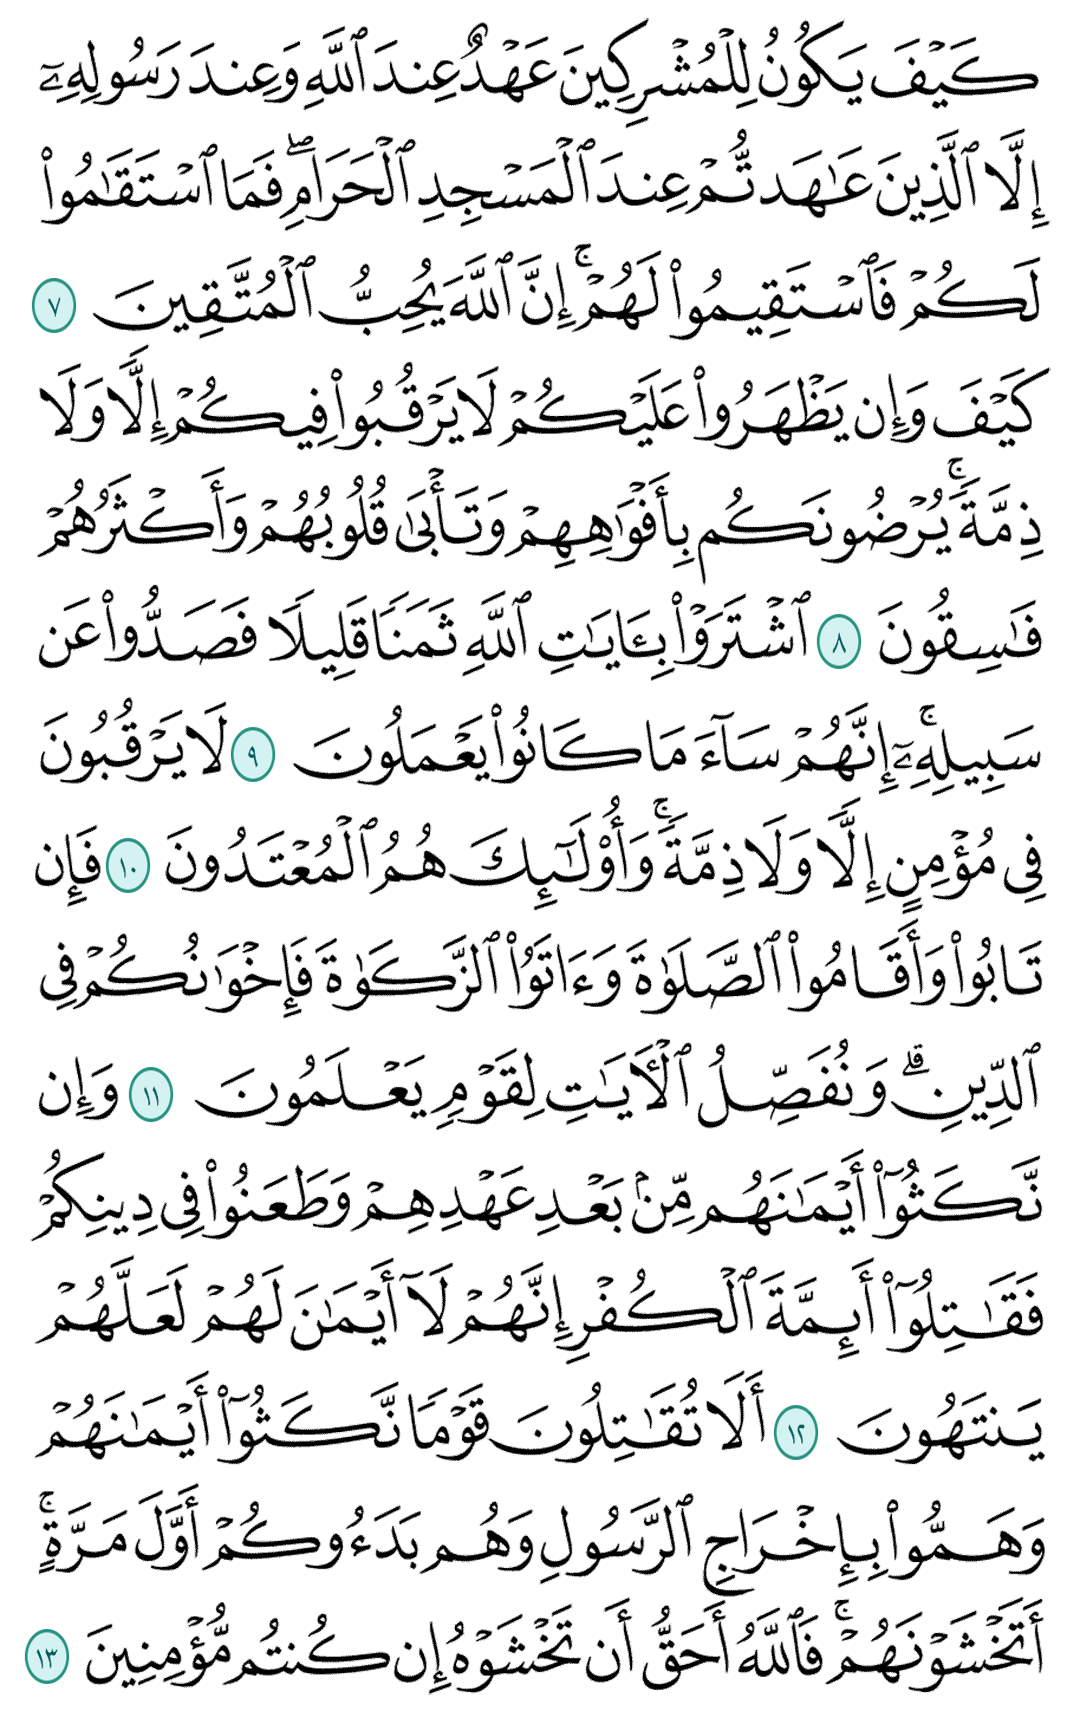 كَيۡفَ يَكُونُ لِلۡمُشۡرِكِينَ عَهۡدٌ عِندَ ٱللَّهِ وَعِندَ رَسُولِهِۦٓ
إِلَّا ٱلَّذِينَ عَٰهَدتُّمۡ عِندَ ٱلۡمَسۡجِدِ ٱلۡحَرَامِۖ فَمَا ٱسۡتَقَٰمُواْ
لَكُمۡ فَٱسۡتَقِيمُواْ لَهُمۡۚ إِنَّ ٱللَّهَ يُحِبُّ ٱلۡمُتَّقِينَ ٧
كَيۡفَ وَإِن يَظۡهَرُواْ عَلَيۡكُمۡ لَا يَرۡقُبُواْ فِيكُمۡ إِلّٗا وَلَا
ذِمَّةٗۚ يُرۡضُونَكُم بِأَفۡوَٰهِهِمۡ وَتَأۡبَىٰ قُلُوبُهُمۡ وَأَكۡثَرُهُمۡ
فَٰسِقُونَ ٨ ٱشۡتَرَوۡاْ بِـَٔايَٰتِ ٱللَّهِ ثَمَنٗا قَلِيلٗا فَصَدُّواْ عَن
سَبِيلِهِۦٓۚ إِنَّهُمۡ سَآءَ مَا كَانُواْ يَعۡمَلُونَ ٩ لَا يَرۡقُبُونَ
فِي مُؤۡمِنٍ إِلّٗا وَلَا ذِمَّةٗۚ وَأُوْلَٰٓئِكَ هُمُ ٱلۡمُعۡتَدُونَ ١٠ فَإِن
تَابُواْ وَأَقَامُواْ ٱلصَّلَوٰةَ وَءَاتَوُاْ ٱلزَّكَوٰةَ فَإِخۡوَٰنُكُمۡ فِي
ٱلدِّينِۗ وَنُفَصِّلُ ٱلۡأٓيَٰتِ لِقَوۡمٖ يَعۡلَمُونَ ١١ وَإِن
نَّكَثُوٓاْ أَيۡمَٰنَهُم مِّنۢ بَعۡدِ عَهۡدِهِمۡ وَطَعَنُواْ فِي دِينِكُمۡ
فَقَٰتِلُوٓاْ أَئِمَّةَ ٱلۡكُفۡرِ إِنَّهُمۡ لَآ أَيۡمَٰنَ لَهُمۡ لَعَلَّهُمۡ
يَنتَهُونَ ١٢ أَلَا تُقَٰتِلُونَ قَوۡمٗا نَّكَثُوٓاْ أَيۡمَٰنَهُمۡ
وَهَمُّواْ بِإِخۡرَاجِ ٱلرَّسُولِ وَهُم بَدَءُوكُمۡ أَوَّلَ مَرَّةٍۚ
أَتَخۡشَوۡنَهُمۡۚ فَٱللَّهُ أَحَقُّ أَن تَخۡشَوۡهُ إِن كُنتُم مُّؤۡمِنِينَ ١٣